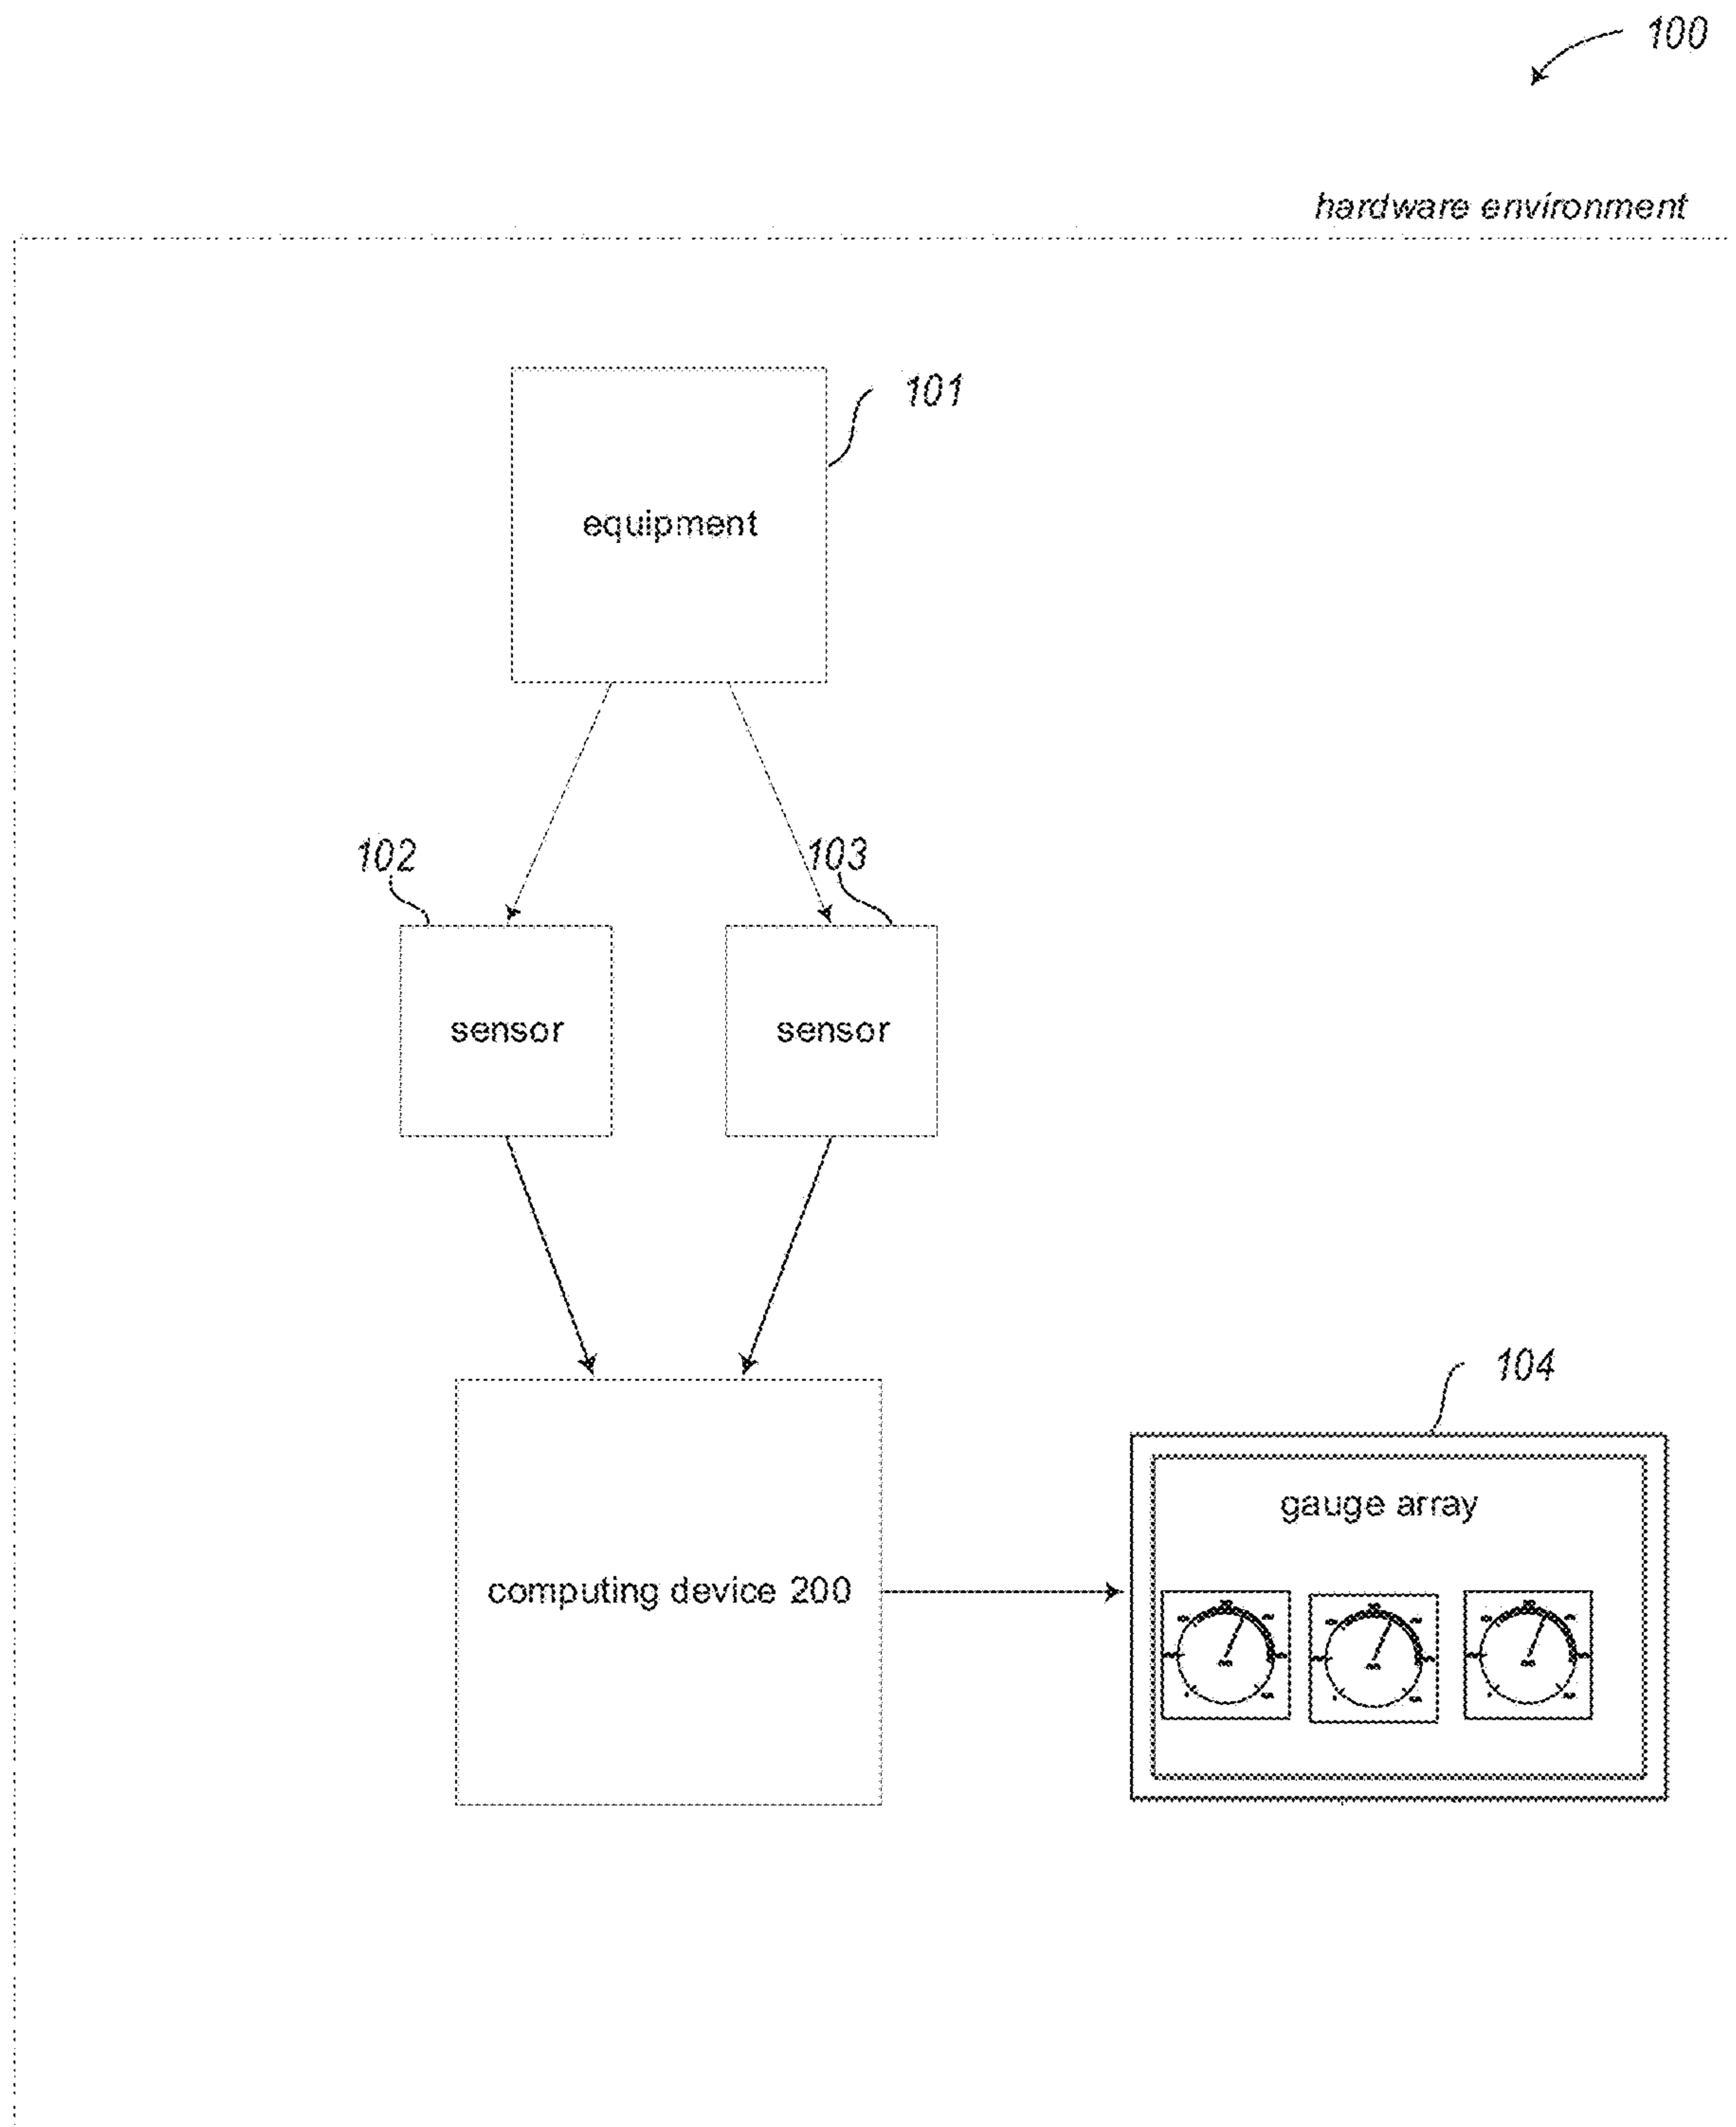 100
hardware environment
101
equipment
102
103
sensor
sensor
104
gauge array
computing device 200